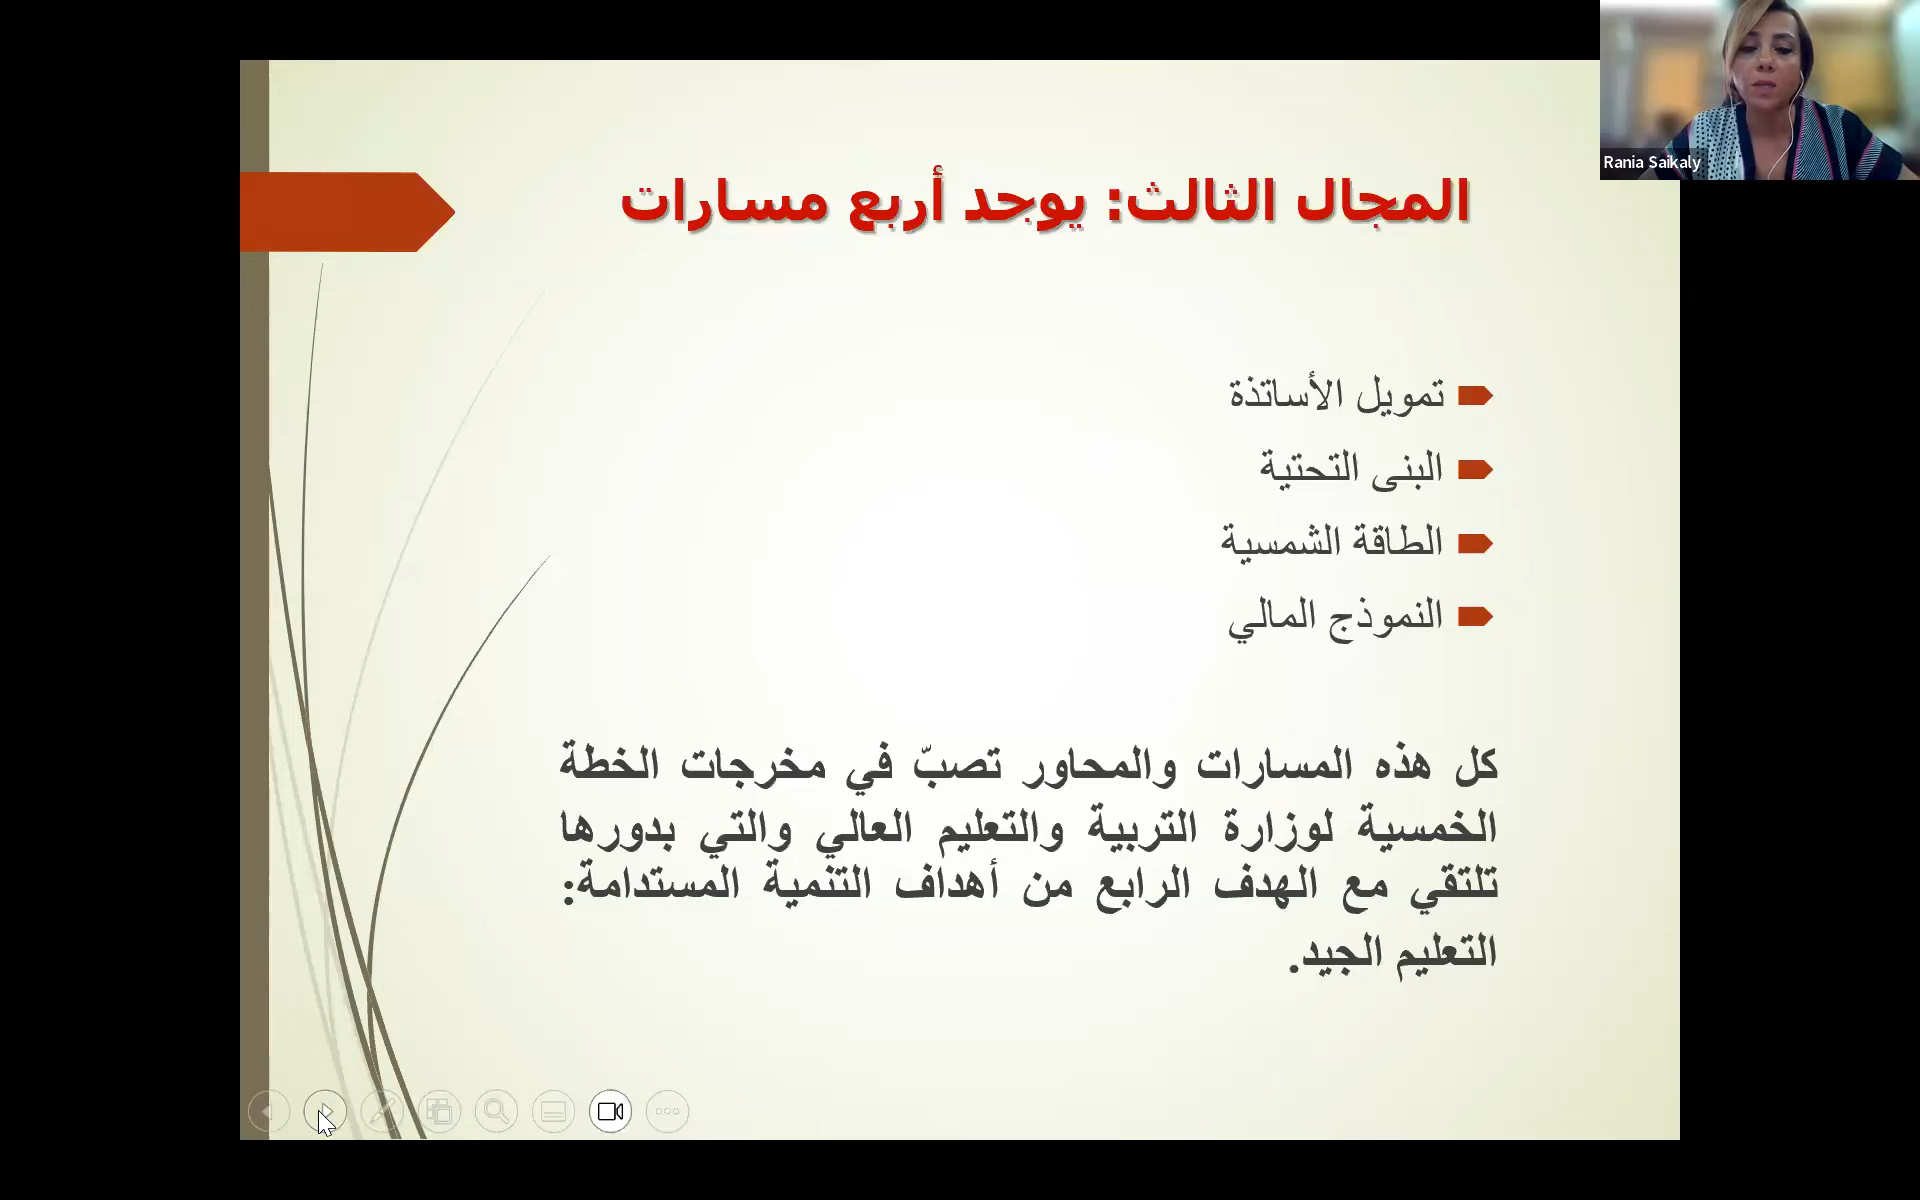 المجال الثالث: يوجد أربع مسارات
تمويل الأساتذة
البنى التحتية
الطاقة الشمسية
النموذج المالي
كل هذه المسارات والمحاور تصبّ في مخرجات الخطة
الخمسية لوزارة التربية والتعليم العالي والتي بدورها
تلتقي مع الهدف الرابع من أهداف التنمية المستدامة:
التعليم الجيد.
Rania Saikaly